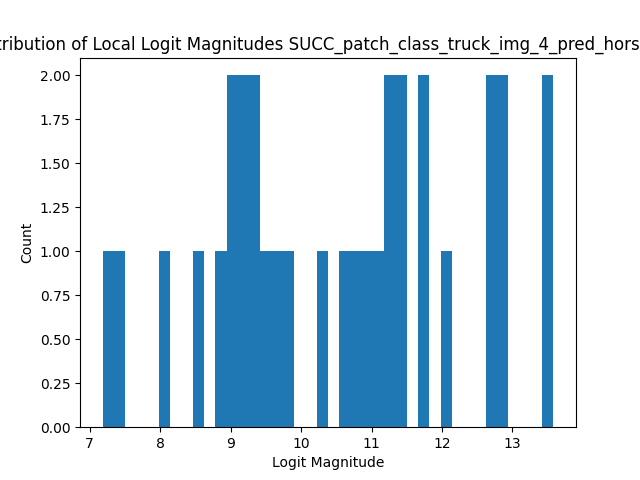 tribution of Local Logit Magnitudes SUCC_patch_class_truck_img_4_pred_hors
2.00
1.75
1.50
1.25
1.00
0.75
0.50
0.25
0.00
Count
7 8 9 10 11 12 13
Logit Magnitude